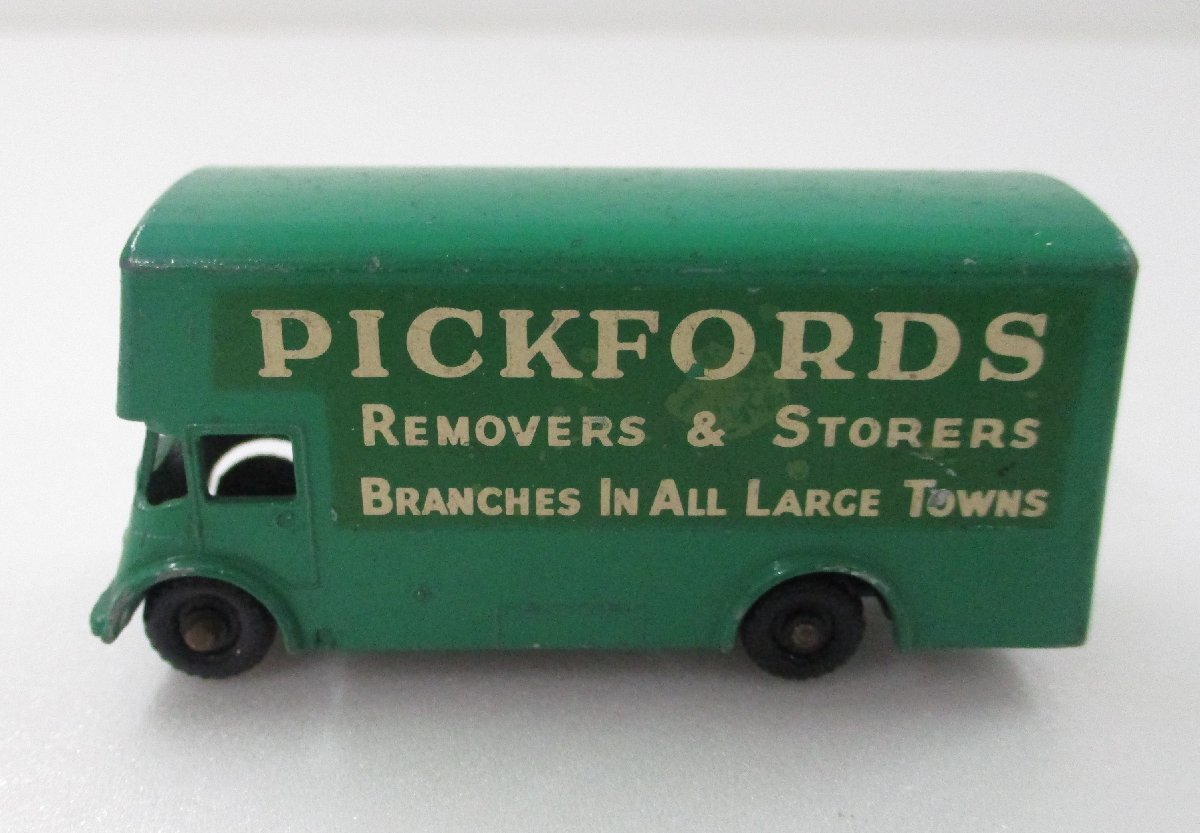 PICKFORDS
REMOVERS & STORERS
BRANCHES IN ALL LARGE TOWNS